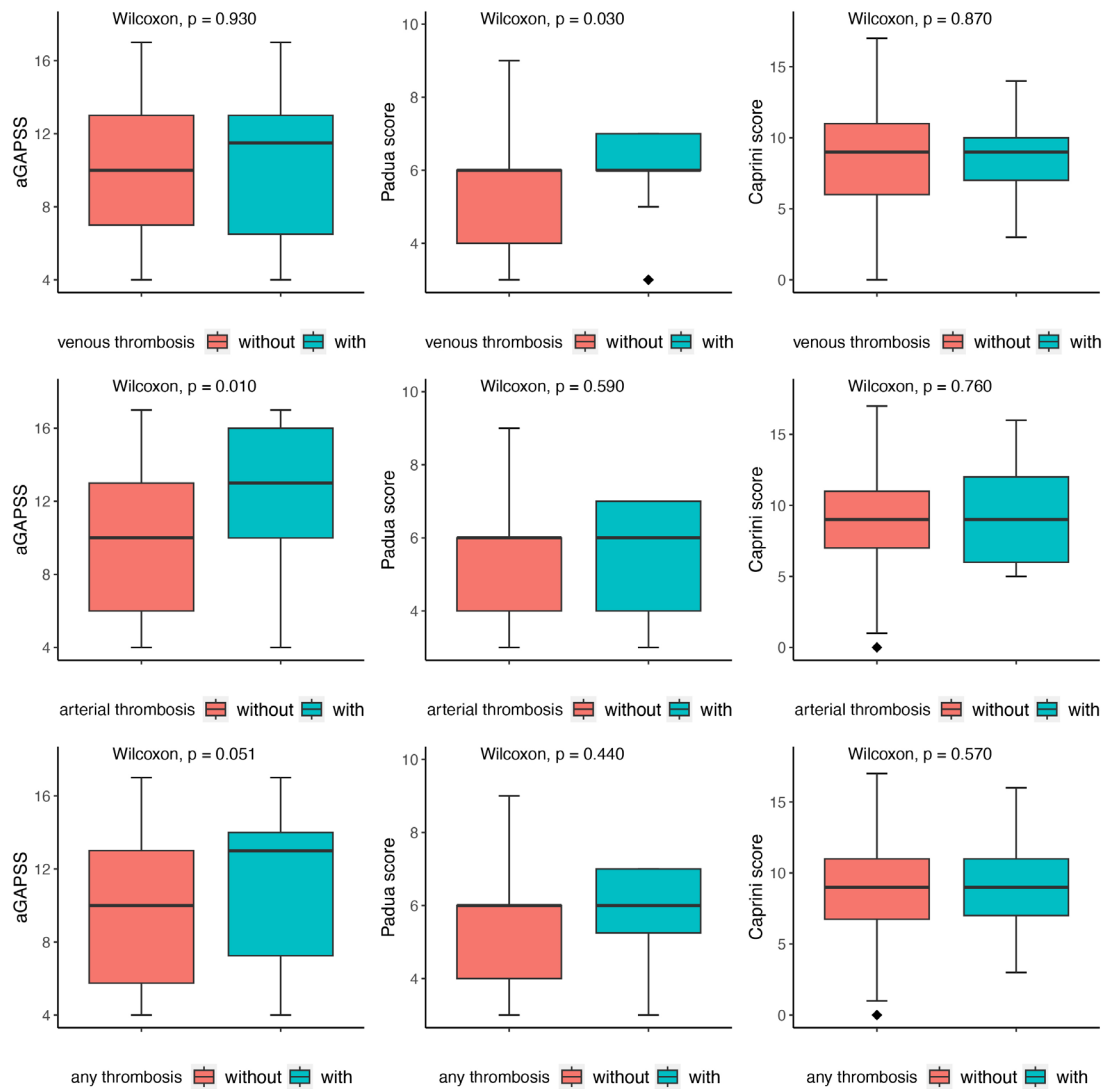 Wilcoxon, p = 0.930
aGAPSS
16
12
8
4
venous thrombosis without with
Wilcoxon, p = 0.030
Padua score
10
8
6
4
venous thrombosis without with
Wilcoxon, p = 0.870
Caprini score
15
10
5
0
venous thrombosis without with
Wilcoxon, p = 0.010
aGAPSS
16
12
8
4
arterial thrombosis without with
Wilcoxon, p = 0.590
Padua score
10
8
6
4
arterial thrombosis without with
Wilcoxon, p = 0.760
Caprini score
15
10
5
0
arterial thrombosis without with
Wilcoxon, p = 0.051
aGAPSS
16
12
8
4
any thrombosis without with
Wilcoxon, p = 0.440
Padua score
10
8
6
4
any thrombosis without with
Wilcoxon, p = 0.570
Caprini score
15
10
5
0
any thrombosis without with